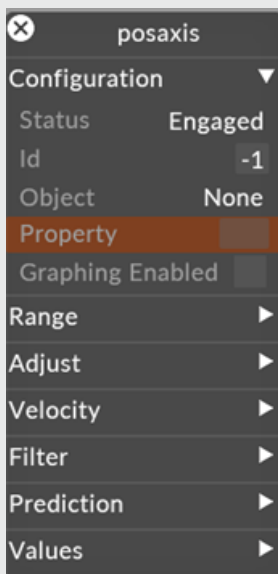 posaxis
Configuration
Status Engaged
Id -1
Object None
Property
Graphing Enabled
Range
Adjust
Velocity
Filter
Prediction
Values